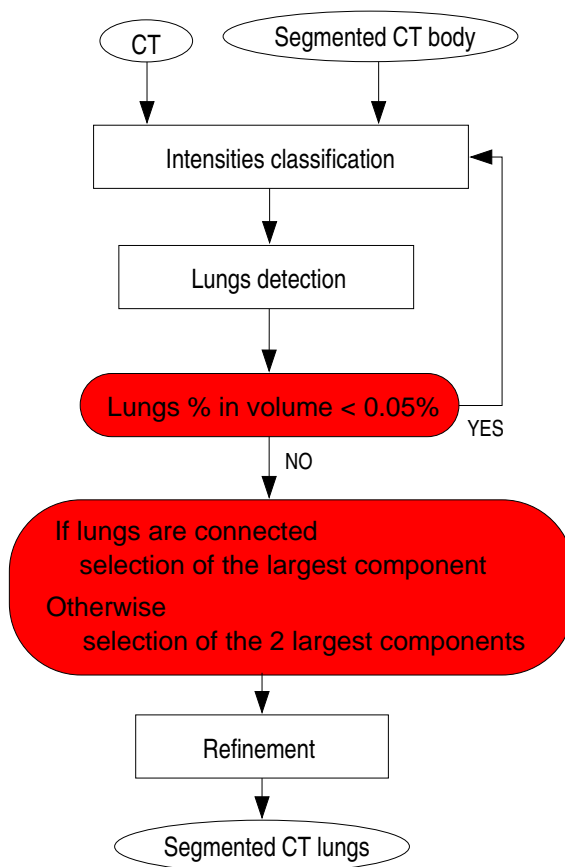 CT
Segmented CT body
Intensities classification
Lungs detection
Lungs % in volume < 0.05%
YES
NO
If lungs are connected
selection of the largest component
Otherwise
selection of the 2 largest components
Refinement
Segmented CT lungs